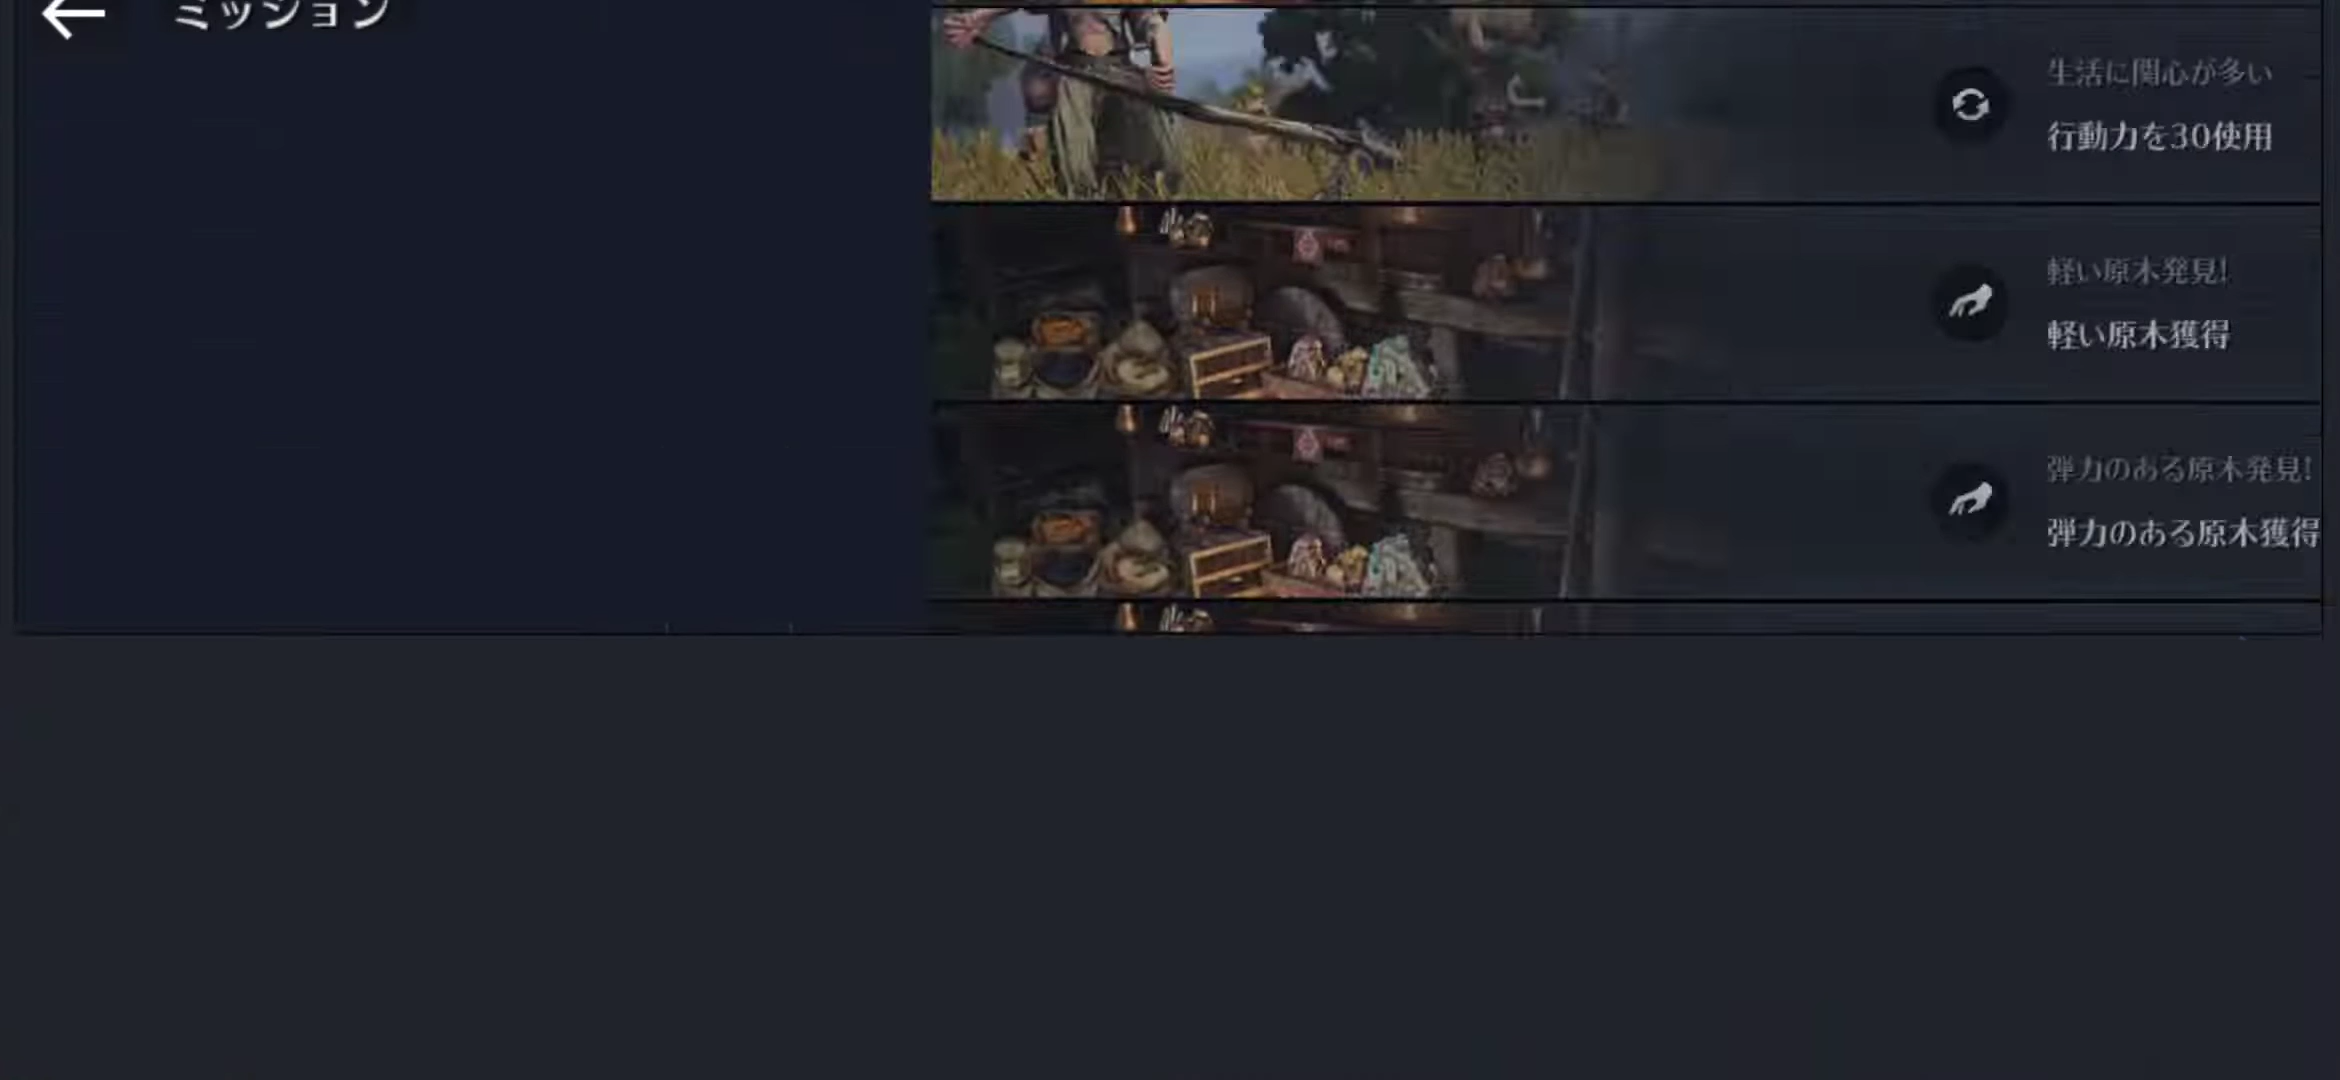 ミッション
生活に関心が多い
行動力を30使用
軽い原木発見!
軽い原木獲得
弾力のある原木発見!
弾力のある原木獲得